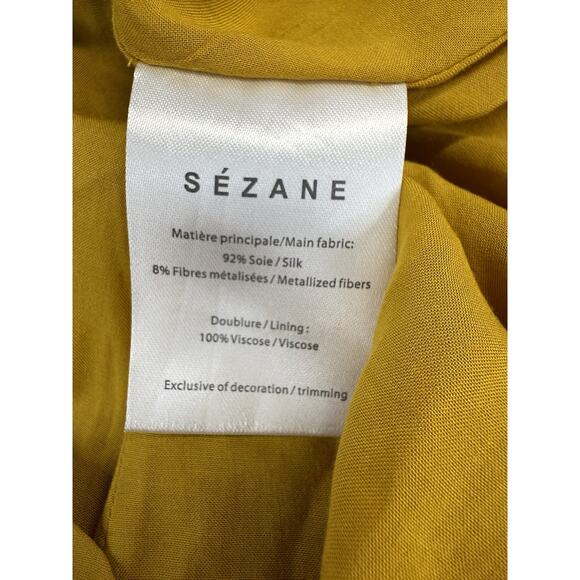 SÉZANE
Matière principale/Main fabric:
92% Soie / Silk
8% Fibres métalisées / Metallized fibers
Doublure / Lining :
100% Viscose / Viscose
Exclusive of decoration / trimming